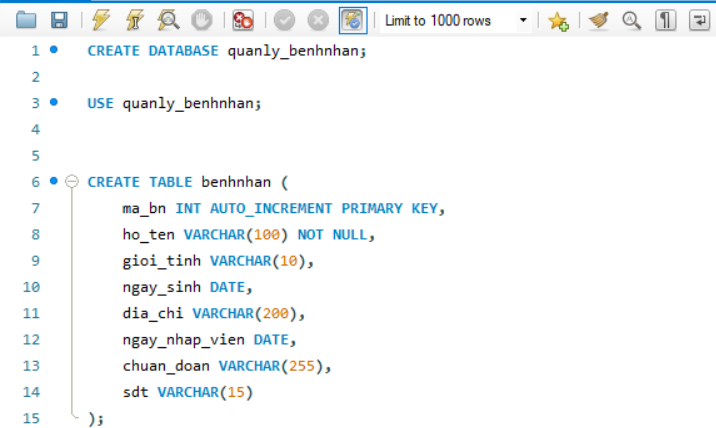 Limit to 1000 rows
1 CREATE DATABASE quanly_benhnhan;
2
3 USE quanly_benhnhan;
4
5
6 CREATE TABLE benhnhan (
7 ma_bn INT AUTO_INCREMENT PRIMARY KEY,
8 ho_ten VARCHAR(100) NOT NULL,
9 gioi_tinh VARCHAR(10),
10 ngay_sinh DATE,
11 dia_chi VARCHAR(200),
12 ngay_nhap_vien DATE,
13 chuan_doan VARCHAR(255),
14 sdt VARCHAR(15)
15 );